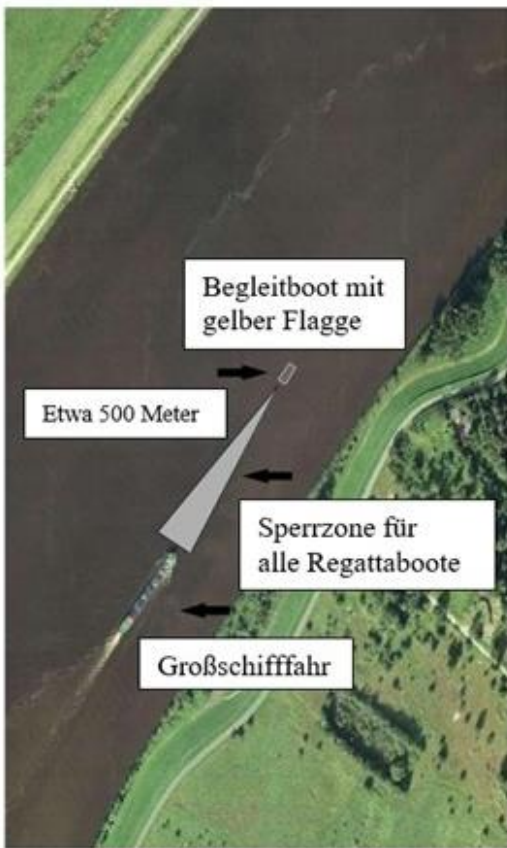 Begleitboot mit
gelber Flagge
Etwa 500 Meter
Sperrzone für
alle Regattaboote
Großschifffahr